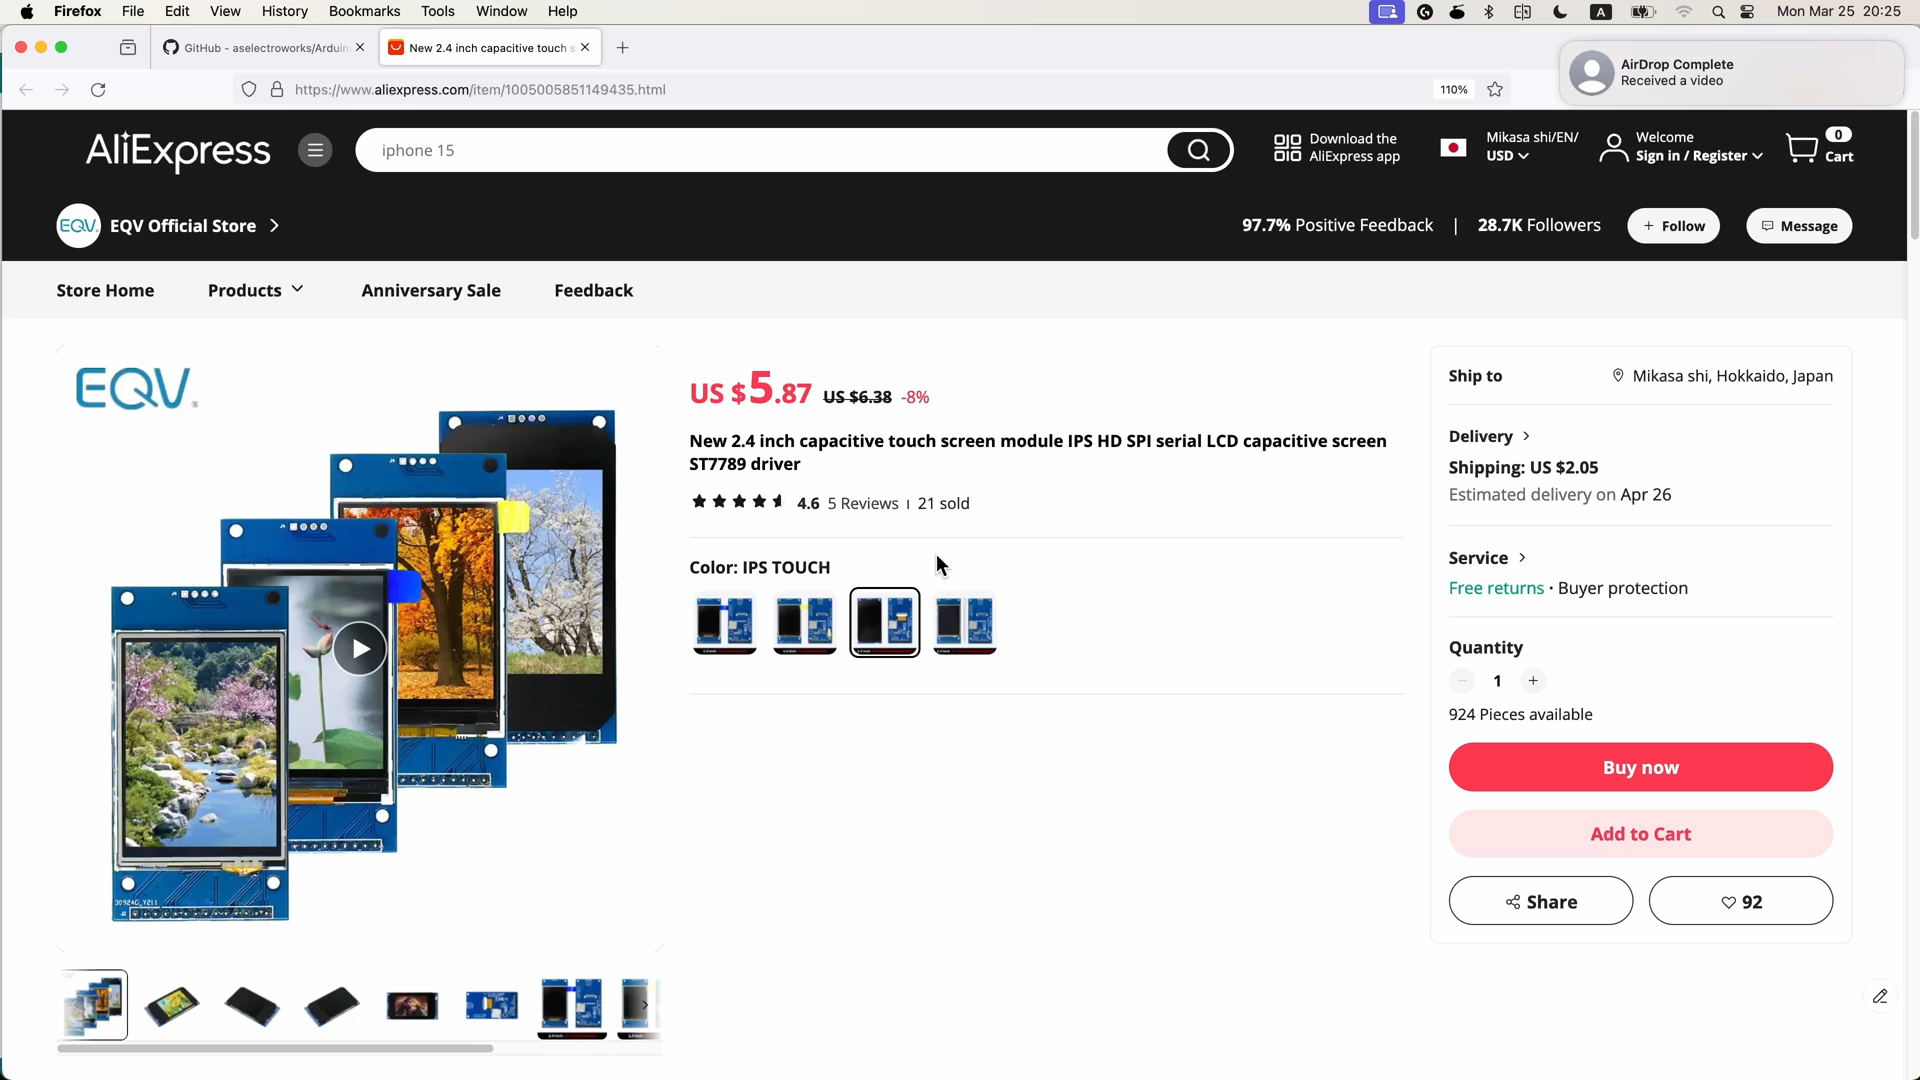 Firefox File Edit View History Bookmarks Tools Window Help
A
Mon Mar 25 20:25
GitHub - aselectroworks/Arduin
New 2.4 inch capacitive touch s
https://www.aliexpress.com/item/1005005851149435.html
110%
AirDrop Complete
Received a video
AliExpress
iphone 15
Download the
AliExpress app
Mikasa shi/EN/
USD
Welcome
Sign in / Register
0
Cart
EQV
EQV Official Store
97.7% Positive Feedback | 28.7K Followers
+ Follow
Message
Store Home
Products
Anniversary Sale
Feedback
EQV®
US $5.87 US $6.38 -8%
New 2.4 inch capacitive touch screen module IPS HD SPI serial LCD capacitive screen
ST7789 driver
4.6 5 Reviews 21 sold
Color: IPS TOUCH
Ship to
Mikasa shi, Hokkaido, Japan
Delivery
Shipping: US $2.05
Estimated delivery on Apr 26
Service
Free returns · Buyer protection
Quantity
− 1 +
924 Pieces available
Buy now
Add to Cart
Share
92